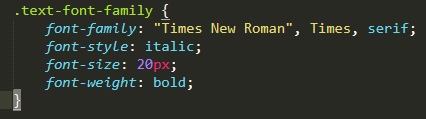 .text-font-family {
font-family: "Times New Roman", Times, serif;
font-style: italic;
font-size: 20px;
font-weight: bold;
}